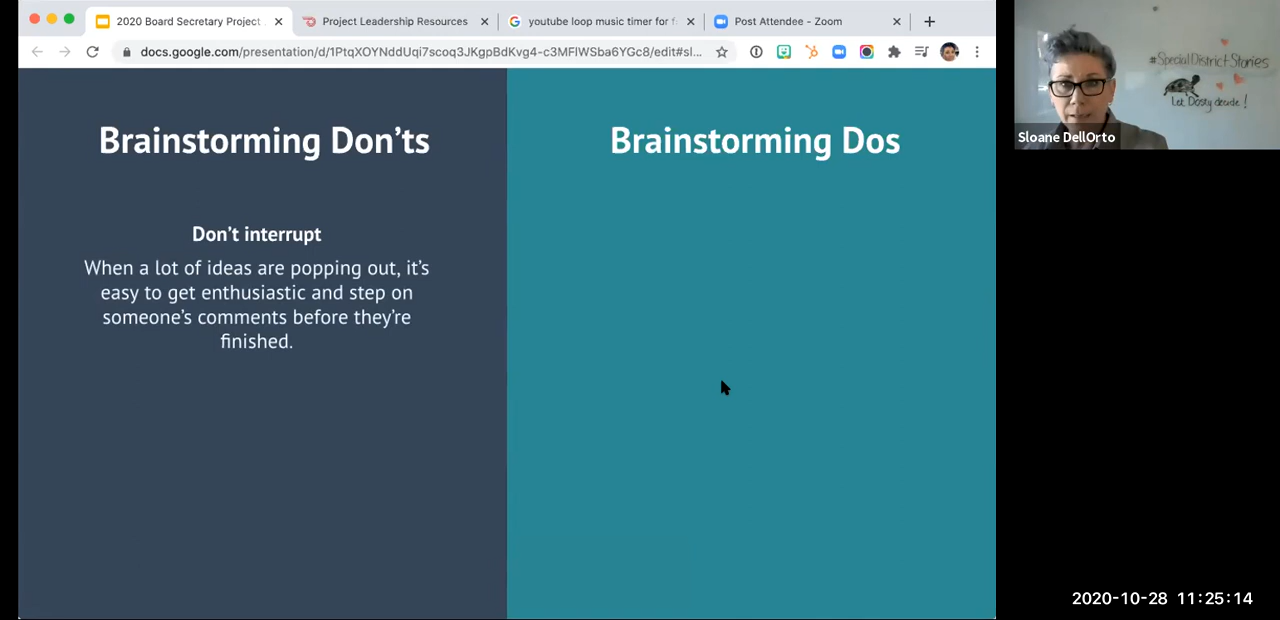 2020 Board Secretary Project
Project Leadership Resources
youtube loop music timer for f
Post Attendee - Zoom
docs.google.com/presentation/d/1PtqXOYNddUqi7scoq3JKgpBdKvg4-c3MFlWSba6YGc8/edit#sl...
Brainstorming Don'ts
Brainstorming Dos
Don't interrupt
When a lot of ideas are popping out, it's
easy to get enthusiastic and step on
someone's comments before they're
finished.
#SpecialDistrictStories
Let Dosty decide!
Sloane DellOrto
2020-10-28 11:25:14